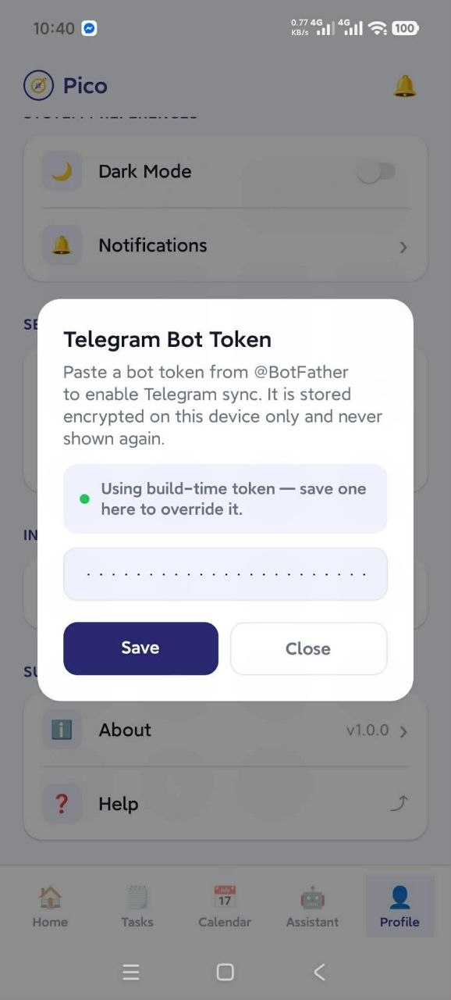 10:40
0.77 KB/s 4G 4G 100
Pico
SYSTEM PREFERENCES
Dark Mode
Notifications
SE
Telegram Bot Token
Paste a bot token from @BotFather
to enable Telegram sync. It is stored
encrypted on this device only and never
shown again.
Using build-time token — save one
here to override it.
IN
Save
Close
SU
About
v1.0.0
Help
July
17
Home
Tasks
Calendar
Assistant
Profile